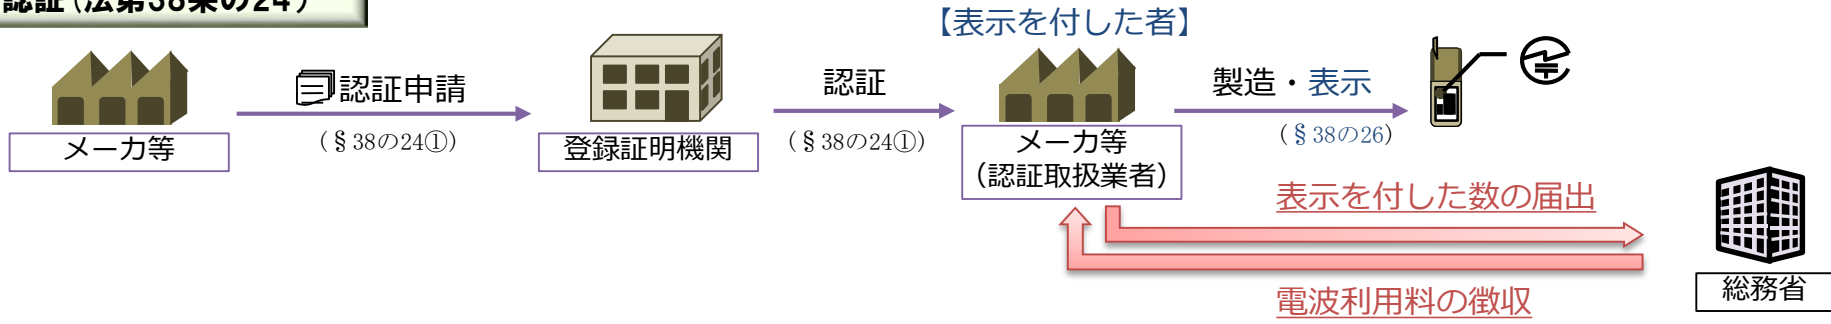 認証(法第38条の24)
【表示を付した者】
認証申請
認証
製造・表示
(§38の24①)
(§38の24①)
(§38の26)
メーカ等
登録証明機関
メーカ等
(認証取扱業者)
表示を付した数の届出
電波利用料の徴収
総務省